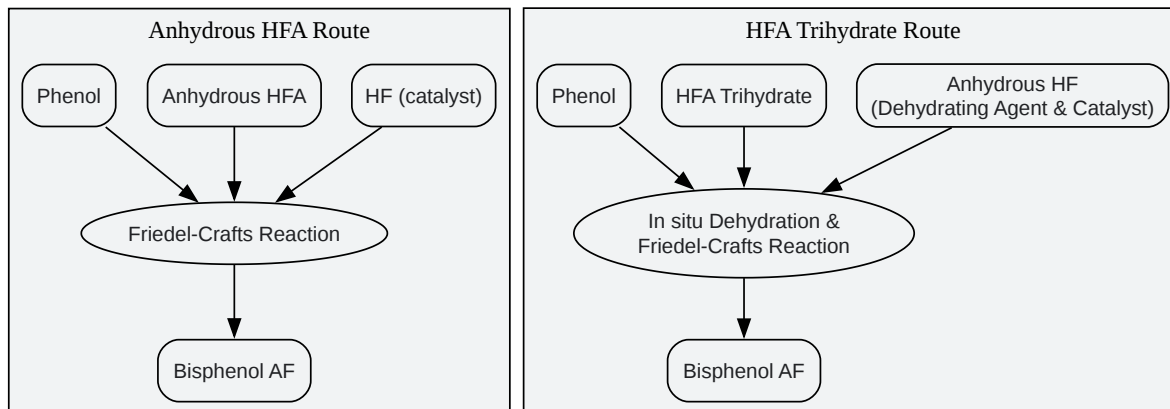 Anhydrous HFA Route
Phenol
Anhydrous HFA
HF (catalyst)
Friedel-Crafts Reaction
Bisphenol AF
HFA Trihydrate Route
Phenol
HFA Trihydrate
Anhydrous HF
(Dehydrating Agent & Catalyst)
In situ Dehydration &
Friedel-Crafts Reaction
Bisphenol AF